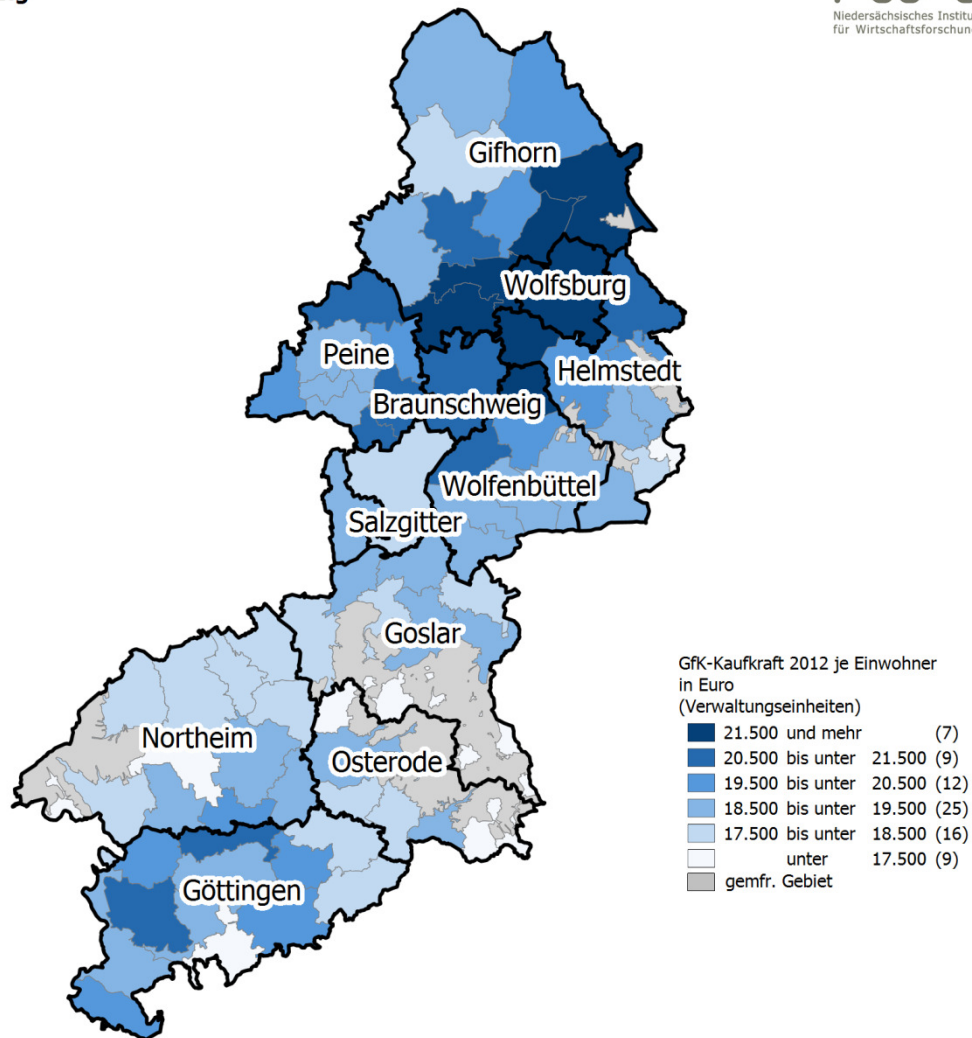 Niedersächsisches Institu
für Wirtschaftsforschun
Gifhorn
Wolfsburg
Peine
Helmstedt
Braunschweig
Wolfenbüttel
Salzgitter
Goslar
Northeim
Osterode
Göttingen
GfK-Kaufkraft 2012 je Einwohner
in Euro
(Verwaltungseinheiten)
21.500 und mehr (7)
20.500 bis unter 21.500 (9)
19.500 bis unter 20.500 (12)
18.500 bis unter 19.500 (25)
17.500 bis unter 18.500 (16)
unter 17.500 (9)
gemfr. Gebiet